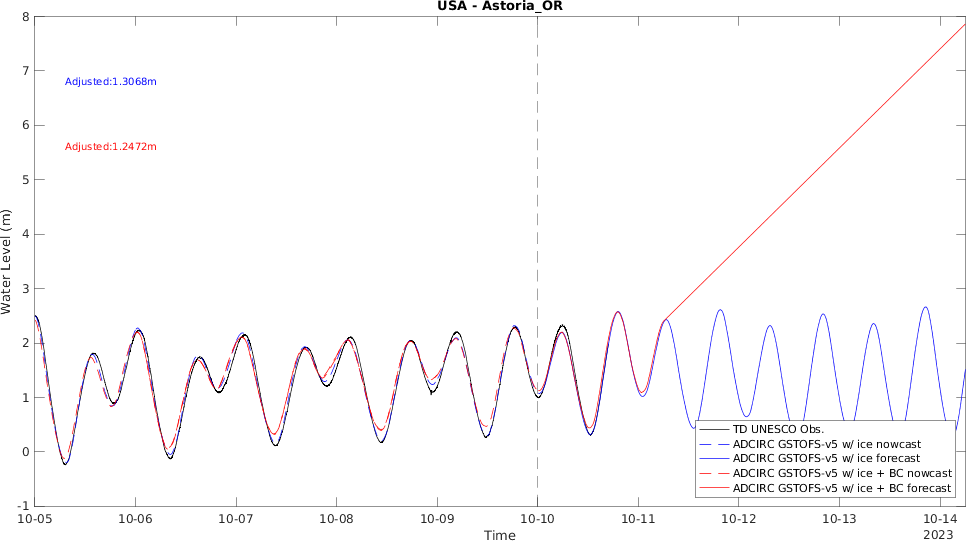 USA - Astoria_OR
8
7
6
5
4
3
2
1
0
-1
Water Level (m)
Adjusted:1.3068m
Adjusted:1.2472m
TD UNESCO Obs.
ADCIRC GSTOFS-v5 w/ ice nowcast
ADCIRC GSTOFS-v5 w/ ice forecast
ADCIRC GSTOFS-v5 w/ ice + BC nowcast
ADCIRC GSTOFS-v5 w/ ice + BC forecast
10-05 10-06 10-07 10-08 10-09 10-10 10-11 10-12 10-13 10-14
2023
Time